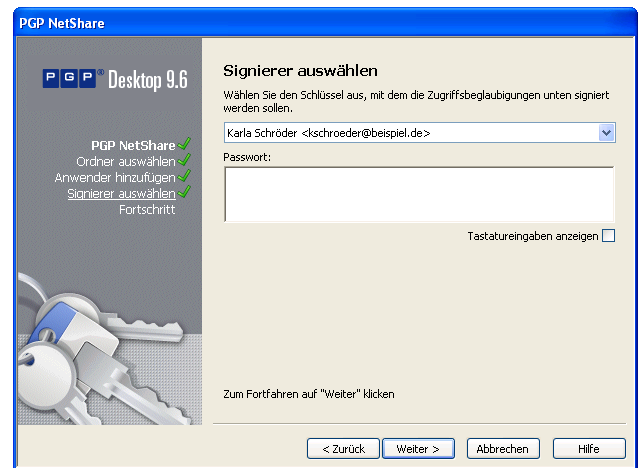 PGP NetShare
PGP® Desktop 9.6
PGP NetShare
Ordner auswählen
Anwender hinzufügen
Signierer auswählen
Fortschritt
Signierer auswählen
Wählen Sie den Schlüssel aus, mit dem die Zugriffsbeglaubigungen unten signiert
werden sollen.
Karla Schröder <kschroeder@beispiel.de>
Passwort:
Tastatureingaben anzeigen
Zum Fortfahren auf "Weiter" klicken
< Zurück
Weiter >
Abbrechen
Hilfe